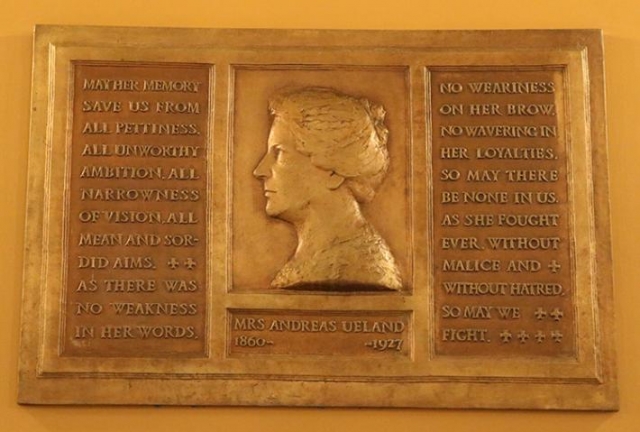 MAY HER MEMORY
SAVE US FROM
ALL PETTINESS,
ALL UNWORTHY
AMBITION, ALL
NARROWNESS
OF VISION, ALL
MEAN AND SOR-
DID AIMS.
AS THERE WAS
NO WEAKNESS
IN HER WORDS,
MRS ANDREAS UELAND
1860- -1927
NO WEARINESS
ON HER BROW,
NO WAVERING IN
HER LOYALTIES,
SO MAY THERE
BE NONE IN US.
AS SHE FOUGHT
EVER, WITHOUT
MALICE AND
WITHOUT HATRED,
SO MAY WE
FIGHT.